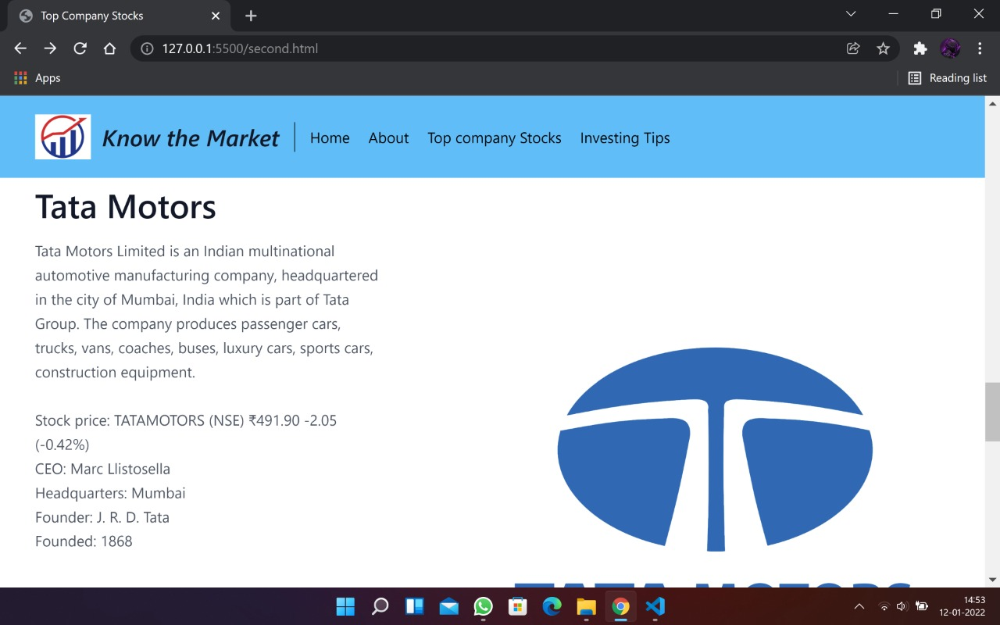 Top Company Stocks
127.0.0.1:5500/second.html
Apps
Reading list
Know the Market
Home About Top company Stocks Investing Tips
Tata Motors
Tata Motors Limited is an Indian multinational
automotive manufacturing company, headquartered
in the city of Mumbai, India which is part of Tata
Group. The company produces passenger cars,
trucks, vans, coaches, buses, luxury cars, sports cars,
construction equipment.
Stock price: TATAMOTORS (NSE) ₹491.90 -2.05
(-0.42%)
CEO: Marc Llistosella
Headquarters: Mumbai
Founder: J. R. D. Tata
Founded: 1868
TATA MOTORS
14:53
12-01-2022